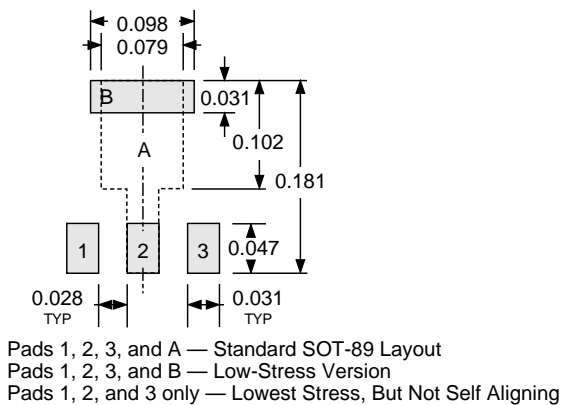 0.098
0.079
B
0.031
A
0.102
0.181
1
2
3
0.047
0.028
TYP
0.031
TYP
Pads 1, 2, 3, and A — Standard SOT-89 Layout
Pads 1, 2, 3, and B — Low-Stress Version
Pads 1, 2, and 3 only — Lowest Stress, But Not Self Aligning